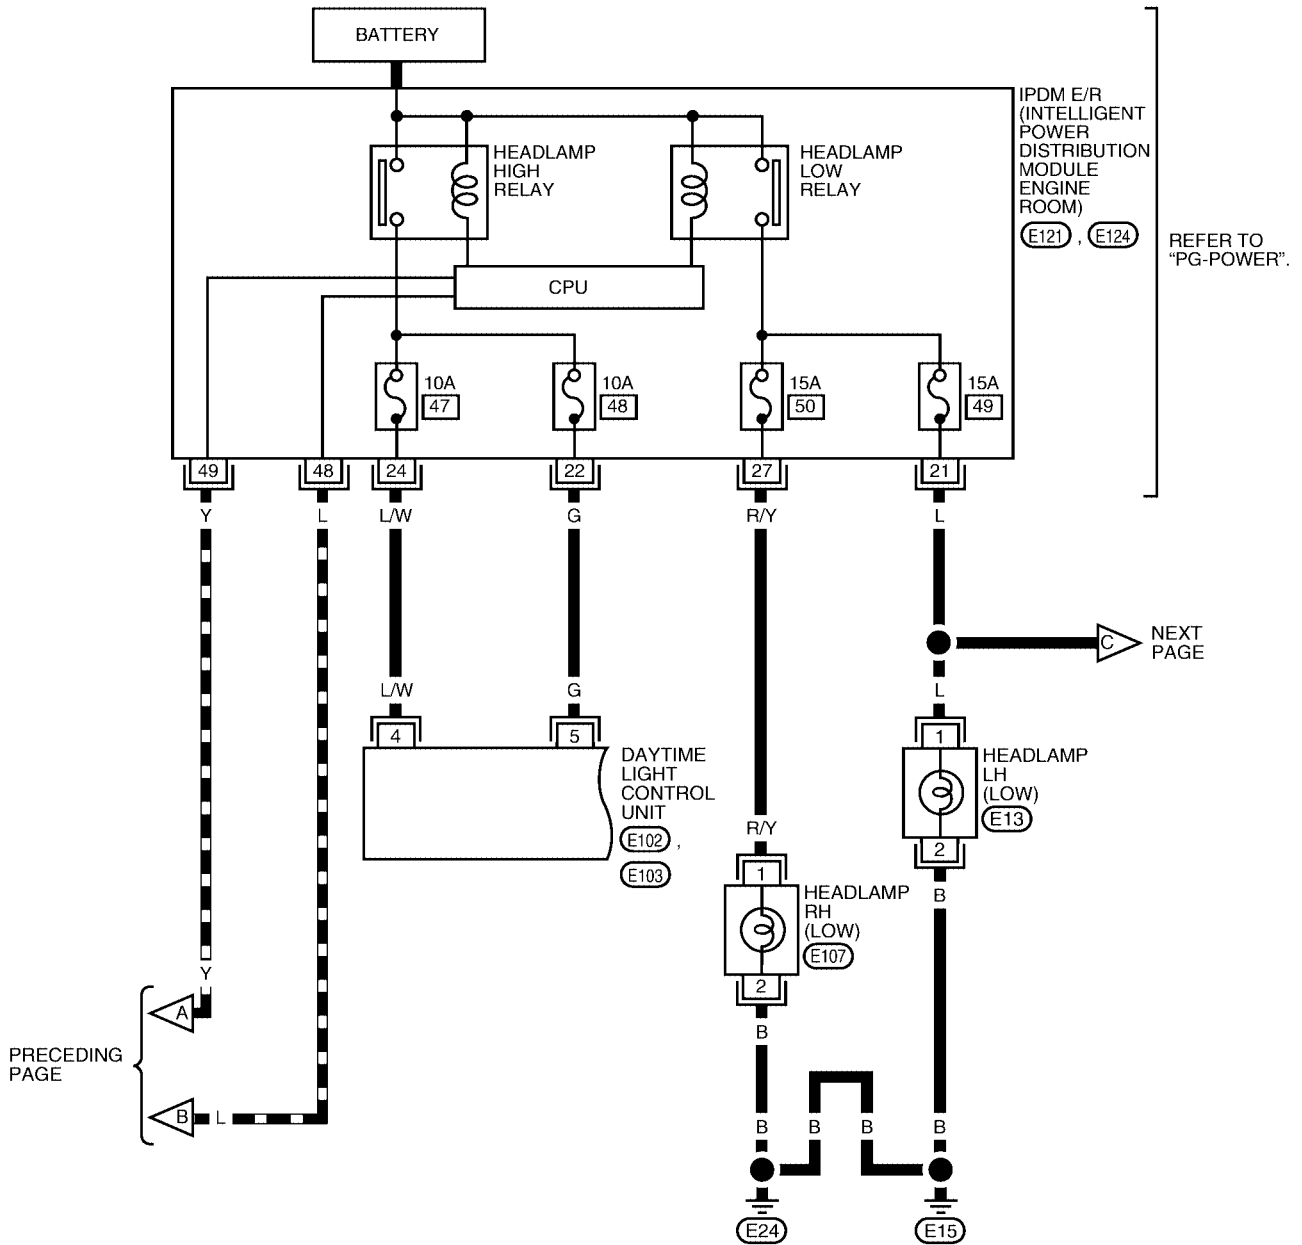 BATTERY
IPDM E/R
(INTELLIGENT
POWER
DISTRIBUTION
MODULE
ENGINE
ROOM)
E121 , E124
HEADLAMP
HIGH
RELAY
HEADLAMP
LOW
RELAY
REFER TO
“PG-POWER”.
CPU
10A
47
10A
48
15A
50
15A
49
49 48 24 22 27 21
Y L L/W G R/Y L
C
NEXT
PAGE
L/W G L
4 5 1
DAYTIME
LIGHT
CONTROL
UNIT
E102 ,
E103
HEADLAMP
LH
(LOW)
E13
2
B
R/Y
1
HEADLAMP
RH
(LOW)
E107
2
B
Y
A
PRECEDING
PAGE
B L
B B B B
E24 E15